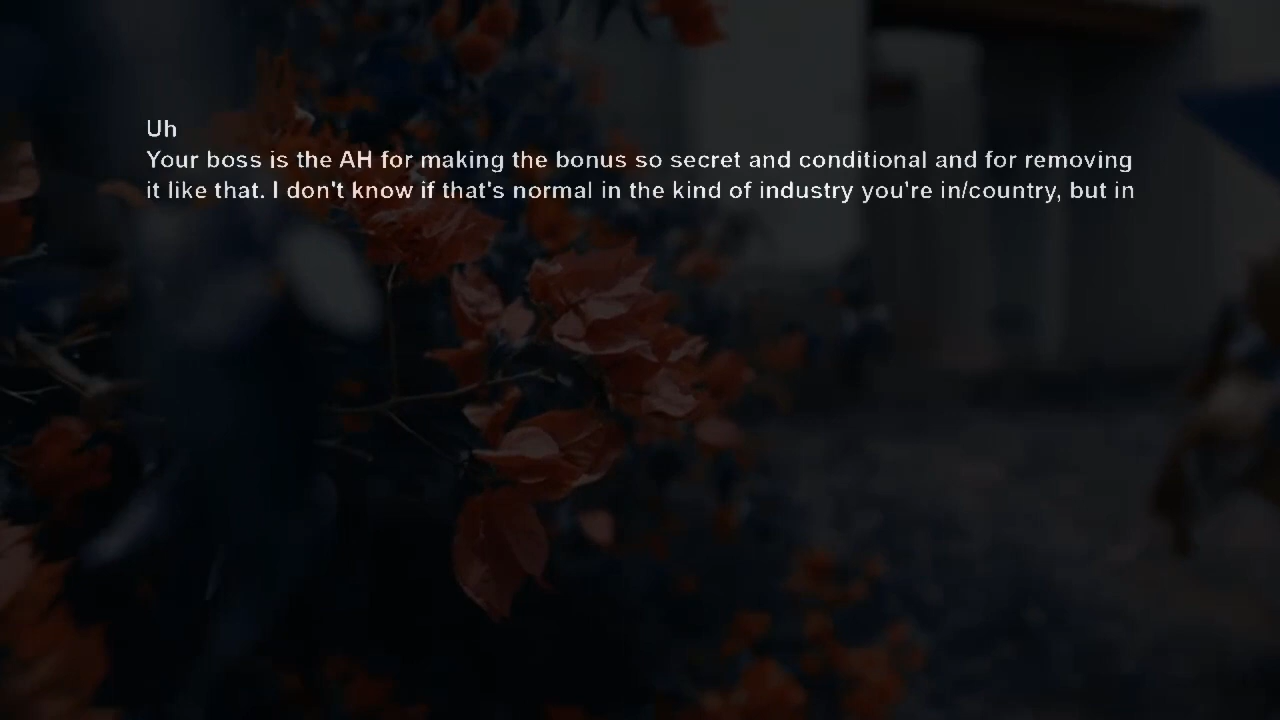 Uh
Your boss is the AH for making the bonus so secret and conditional and for removing
it like that. I don't know if that's normal in the kind of industry you're in/country, but in